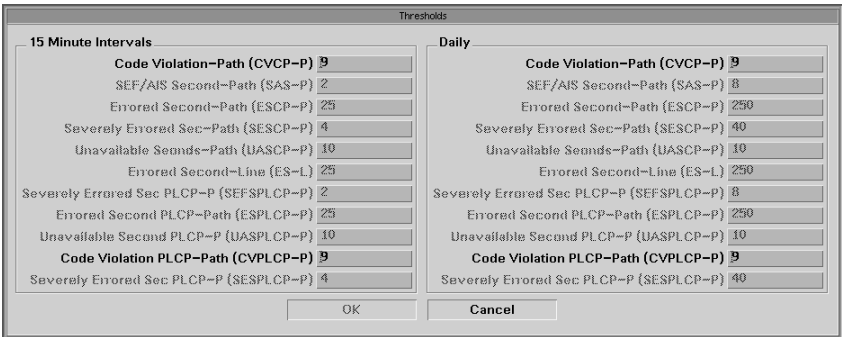 Thresholds
15 Minute Intervals
Code Violation-Path (CVCP-P) 9
SEF/AIS Second-Path (SAS-P) 2
Errored Second-Path (ESCP-P) 25
Severely Errored Sec-Path (SESCP-P) 4
Unavailable Seonds-Path (UASCP-P) 10
Errored Second-Line (ES-L) 25
Severely Errored Sec PLCP-P (SEFSPLCP-P) 2
Errored Second PLCP-Path (ESPLCP-P) 25
Unavailable Second PLCP-P (UASPLCP-P) 10
Code Violation PLCP-Path (CVPLCP-P) 9
Severely Errored Sec PLCP-P (SESPLCP-P) 4
Daily
Code Violation-Path (CVCP-P) 9
SEF/AIS Second-Path (SAS-P) 8
Errored Second-Path (ESCP-P) 250
Severely Errored Sec-Path (SESCP-P) 40
Unavailable Seonds-Path (UASCP-P) 10
Errored Second-Line (ES-L) 250
Severely Errored Sec PLCP-P (SEFSPLCP-P) 8
Errored Second PLCP-Path (ESPLCP-P) 250
Unavailable Second PLCP-P (UASPLCP-P) 10
Code Violation PLCP-Path (CVPLCP-P) 9
Severely Errored Sec PLCP-P (SESPLCP-P) 40
OK
Cancel